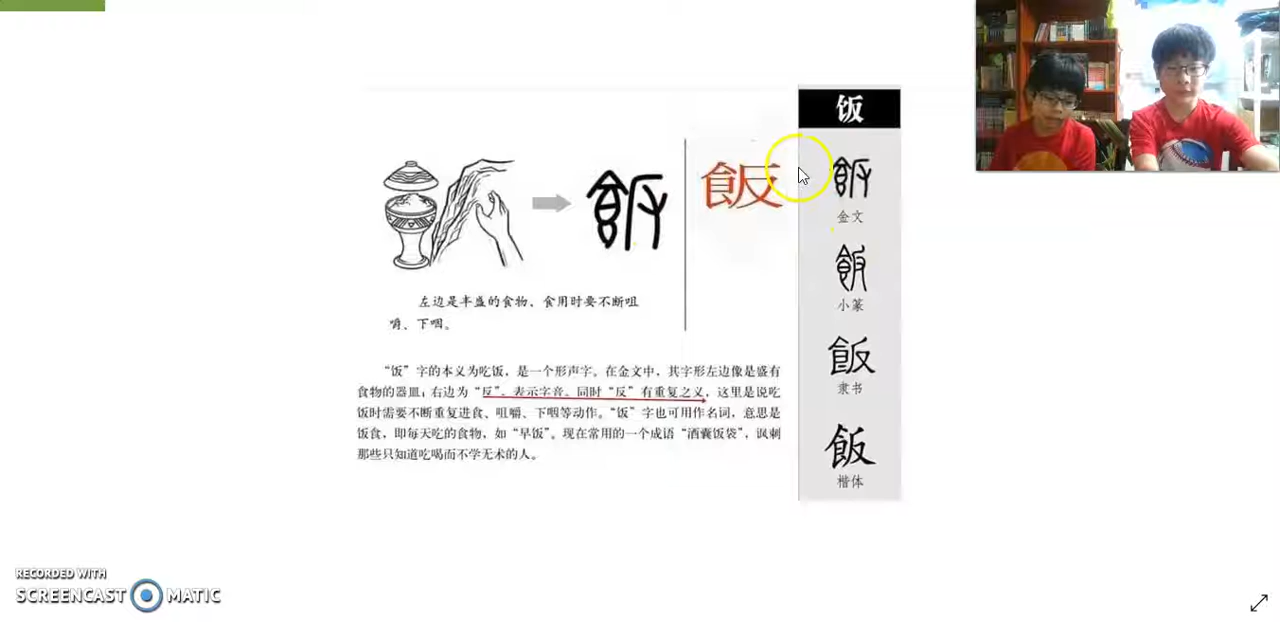 饭
飯
飯
飯
金文
飯
小篆
飯
隶书
飯
楷体
左边是丰盛的食物、食用时要不断咀
嚼、下咽。
“饭”字的本义为吃饭，是一个形声字。在金文中，其字形左边像是盛有
食物的器皿；右边为“反”，表示字音。同时“反”有重复之义，这里是说吃
饭时需要不断重复进食、咀嚼、下咽等动作。“饭”字也可用作名词，意思是
饭食，即每天吃的食物，如“早饭”。现在常用的一个成语“酒囊饭袋”，讽刺
那些只知道吃喝而不学无术的人。
RECORDED WITH
SCREENCAST MATIC